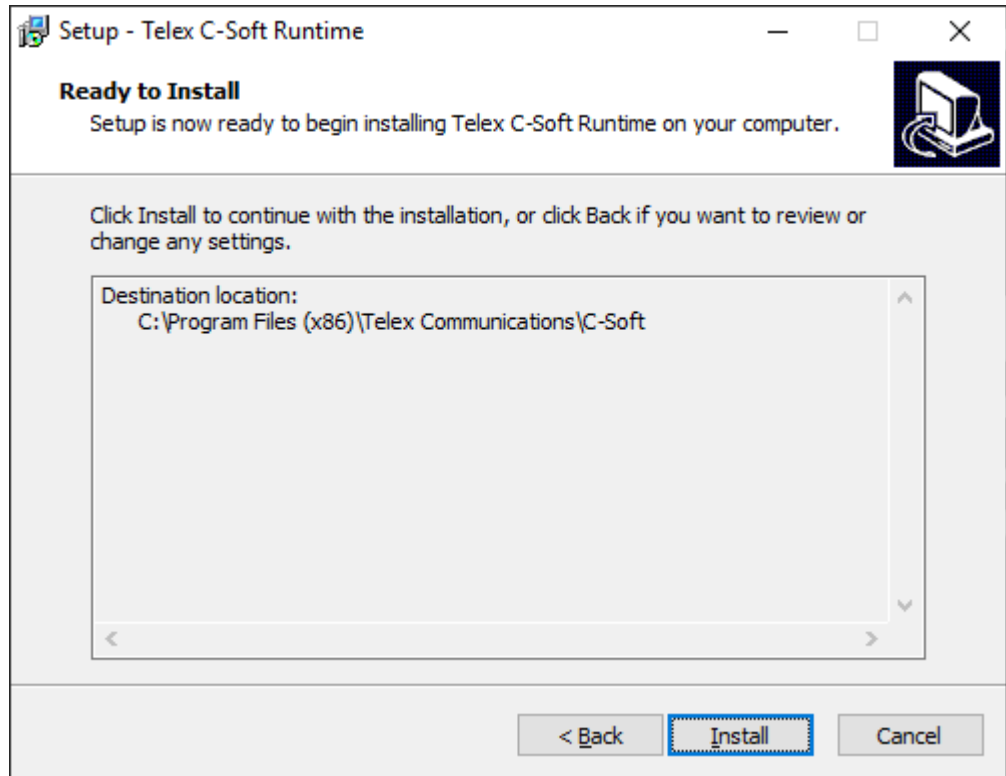 Setup - Telex C-Soft Runtime
Ready to Install
Setup is now ready to begin installing Telex C-Soft Runtime on your computer.
Click Install to continue with the installation, or click Back if you want to review or
change any settings.
Destination location:
C:\Program Files (x86)\Telex Communications\C-Soft
< Back
Install
Cancel